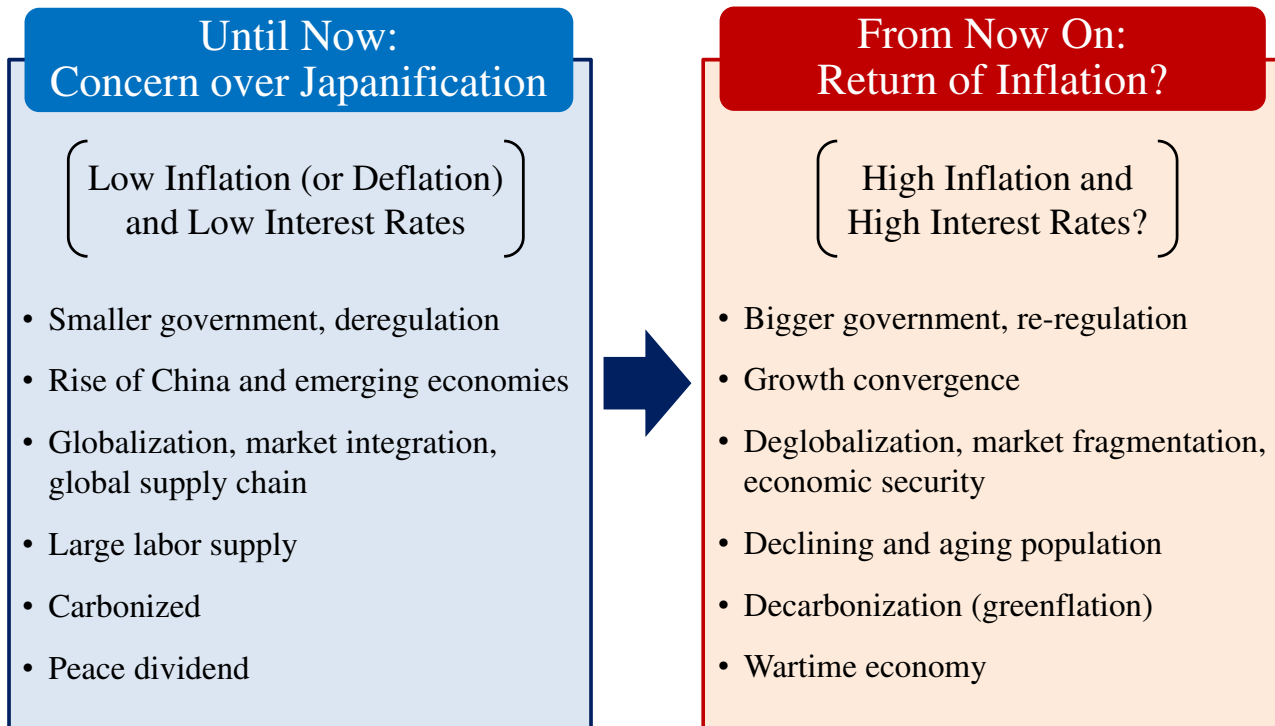 Until Now:
Concern over Japanification
Low Inflation (or Deflation)
and Low Interest Rates
• Smaller government, deregulation
• Rise of China and emerging economies
• Globalization, market integration,
global supply chain
• Large labor supply
• Carbonized
• Peace dividend
From Now On:
Return of Inflation?
High Inflation and
High Interest Rates?
• Bigger government, re-regulation
• Growth convergence
• Deglobalization, market fragmentation,
economic security
• Declining and aging population
• Decarbonization (greenflation)
• Wartime economy